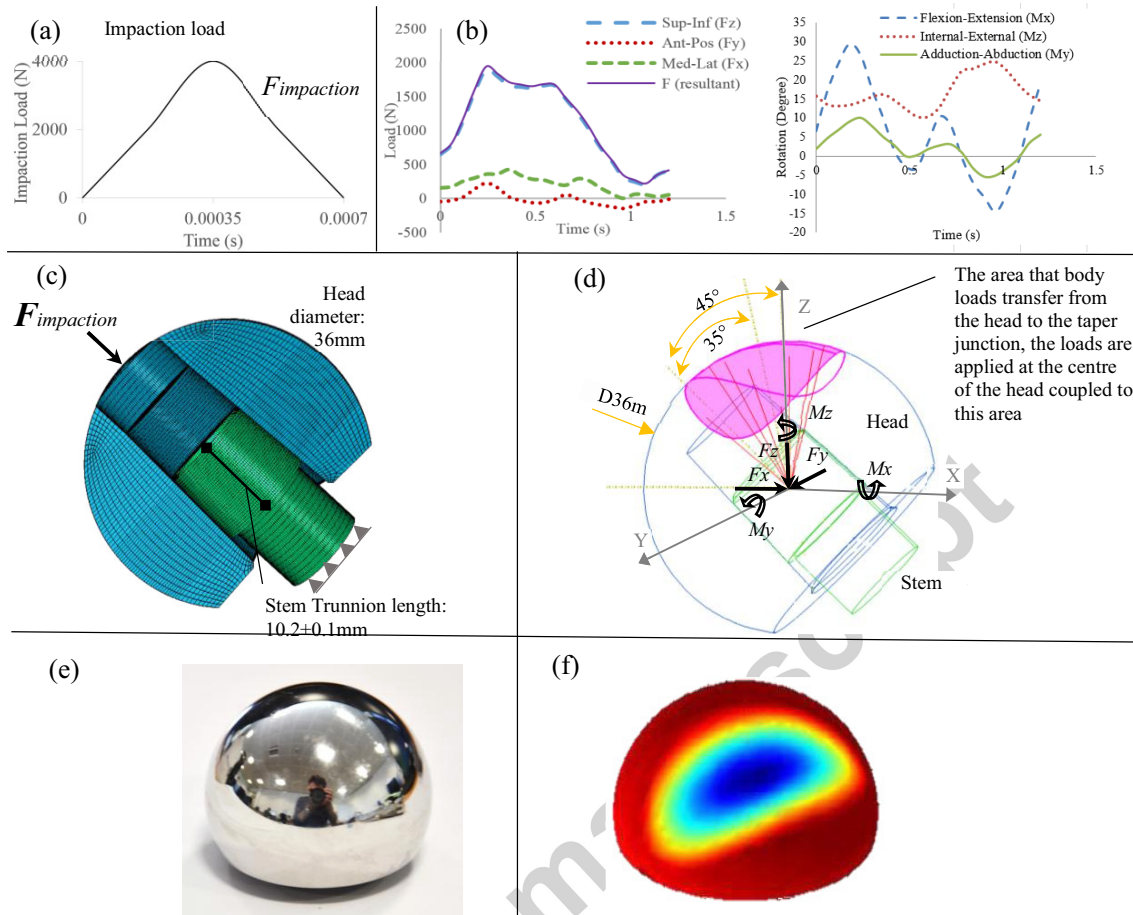 (a)
Impaction load
Impaction Load (N)
4000
2000
0
F impaction
0
0.00035
0.0007
Time (s)
(b)
Sup-Inf (Fz)
Ant-Pos (Fy)
Med-Lat (Fx)
F (resultant)
Load (N)
2500
2000
1500
1000
500
0
-500
0
0.5
1
1.5
Time (s)
Flexion-Extension (Mx)
Internal-External (Mz)
Adduction-Abduction (My)
Rotation (Degree)
35
30
25
20
15
10
5
0
-5
-10
-15
-20
0
0.5
1
1.5
Time (s)
(c)
F impaction
Head
diameter:
36mm
Stem Trunnion length:
10.2±0.1mm
(d)
The area that body
loads transfer from
the head to the taper
junction, the loads are
applied at the centre
of the head coupled to
this area
45°
35°
Z
D36m
Mz
Head
Fz
Fy
Fx
Mx
X
My
Y
Stem
(e)
(f)